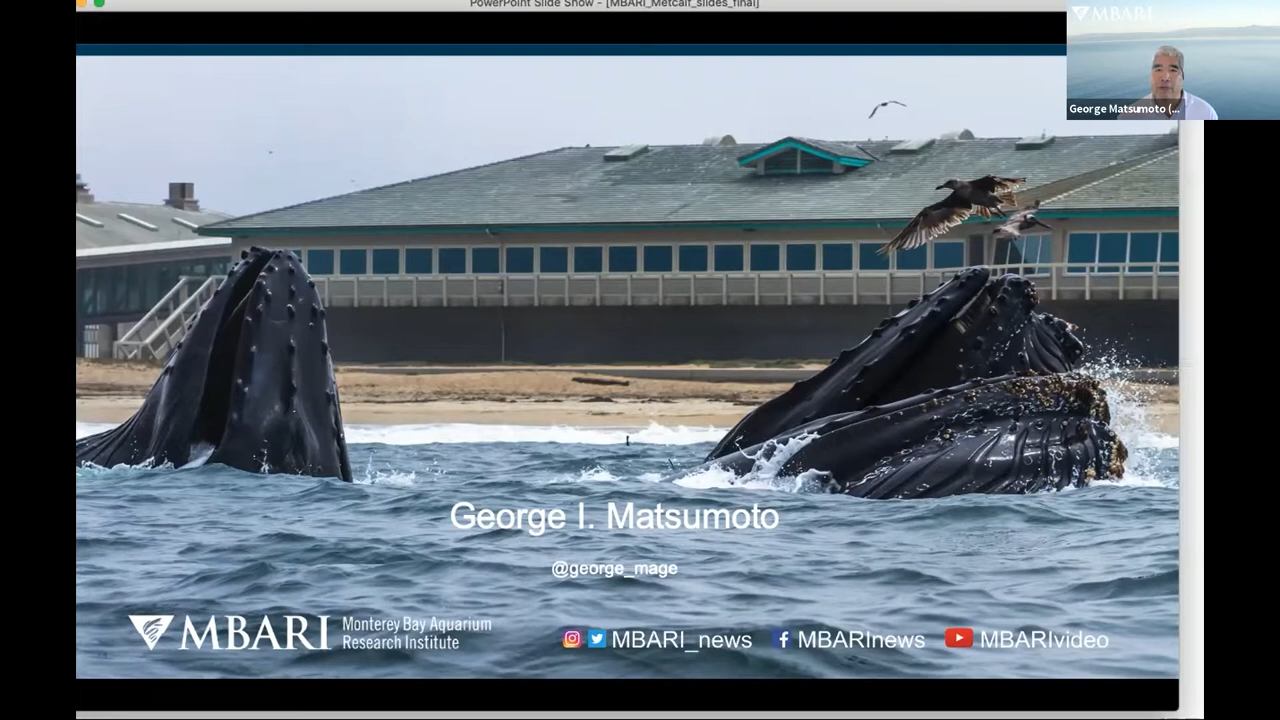 PowerPoint Slide Show - [MBARI_Metcalf_slides_final]
MBARI
George Matsumoto (...
George I. Matsumoto
@george_mage
MBARI Monterey Bay Aquarium
Research Institute
MBARI_news MBARInews MBARIvideo